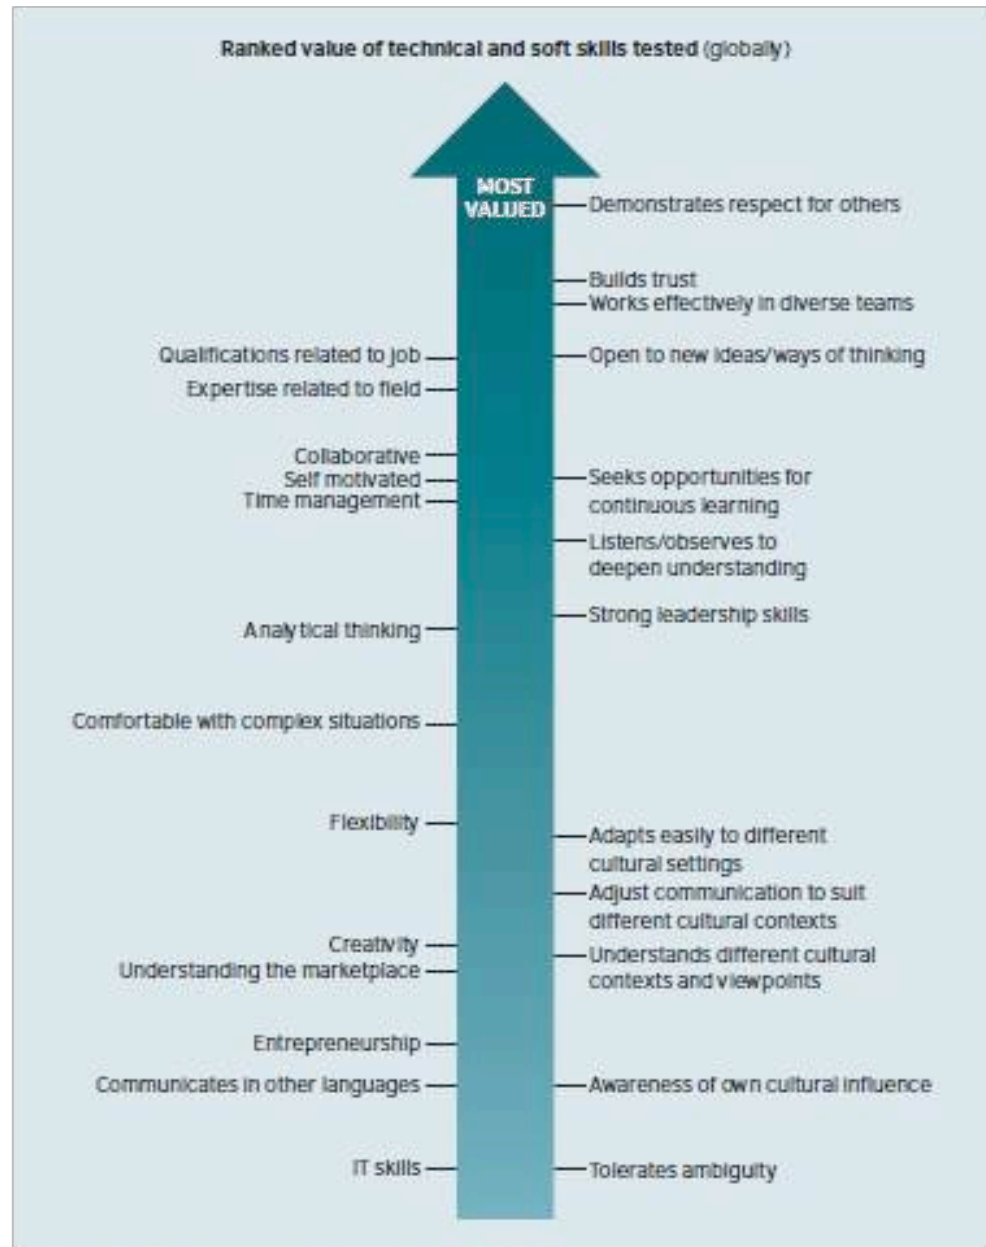 Ranked value of technical and soft skills tested (globally)
MOST
VALUED
Demonstrates respect for others
Builds trust
Works effectively in diverse teams
Qualifications related to job
Open to new ideas/ways of thinking
Expertise related to field
Collaborative
Self motivated
Time management
Seeks opportunities for
continuous learning
Listens/observes to
deepen understanding
Strong leadership skills
Analytical thinking
Comfortable with complex situations
Flexibility
Adapts easily to different
cultural settings
Adjust communication to suit
different cultural contexts
Creativity
Understanding the marketplace
Understands different cultural
contexts and viewpoints
Entrepreneurship
Communicates in other languages
Awareness of own cultural influence
IT skills
Tolerates ambiguity